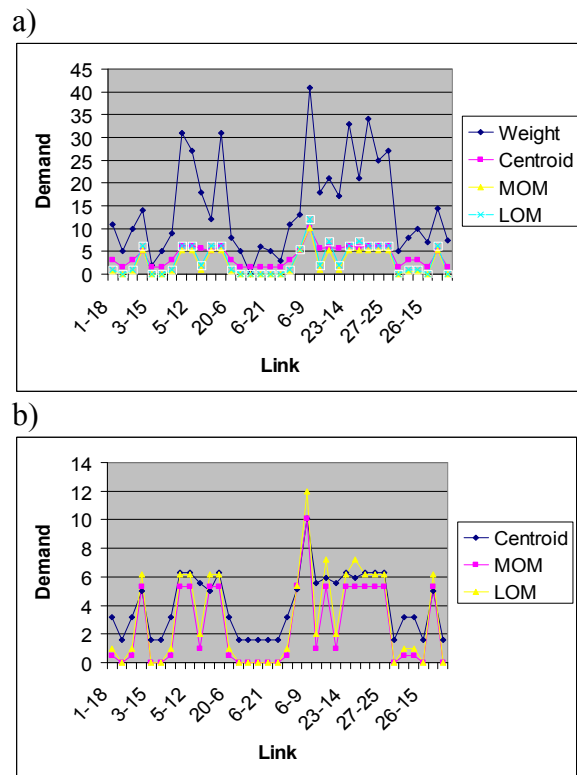 a)
45
40
35
30
25
20
15
10
5
0
Demand
1-18
3-15
5-12
20-6
6-21
6-9
23-14
27-25
26-15
Link
Weight
Centroid
MOM
LOM
b)
14
12
10
8
6
4
2
0
Demand
1-18
3-15
5-12
20-6
6-21
6-9
23-14
27-25
26-15
Link
Centroid
MOM
LOM